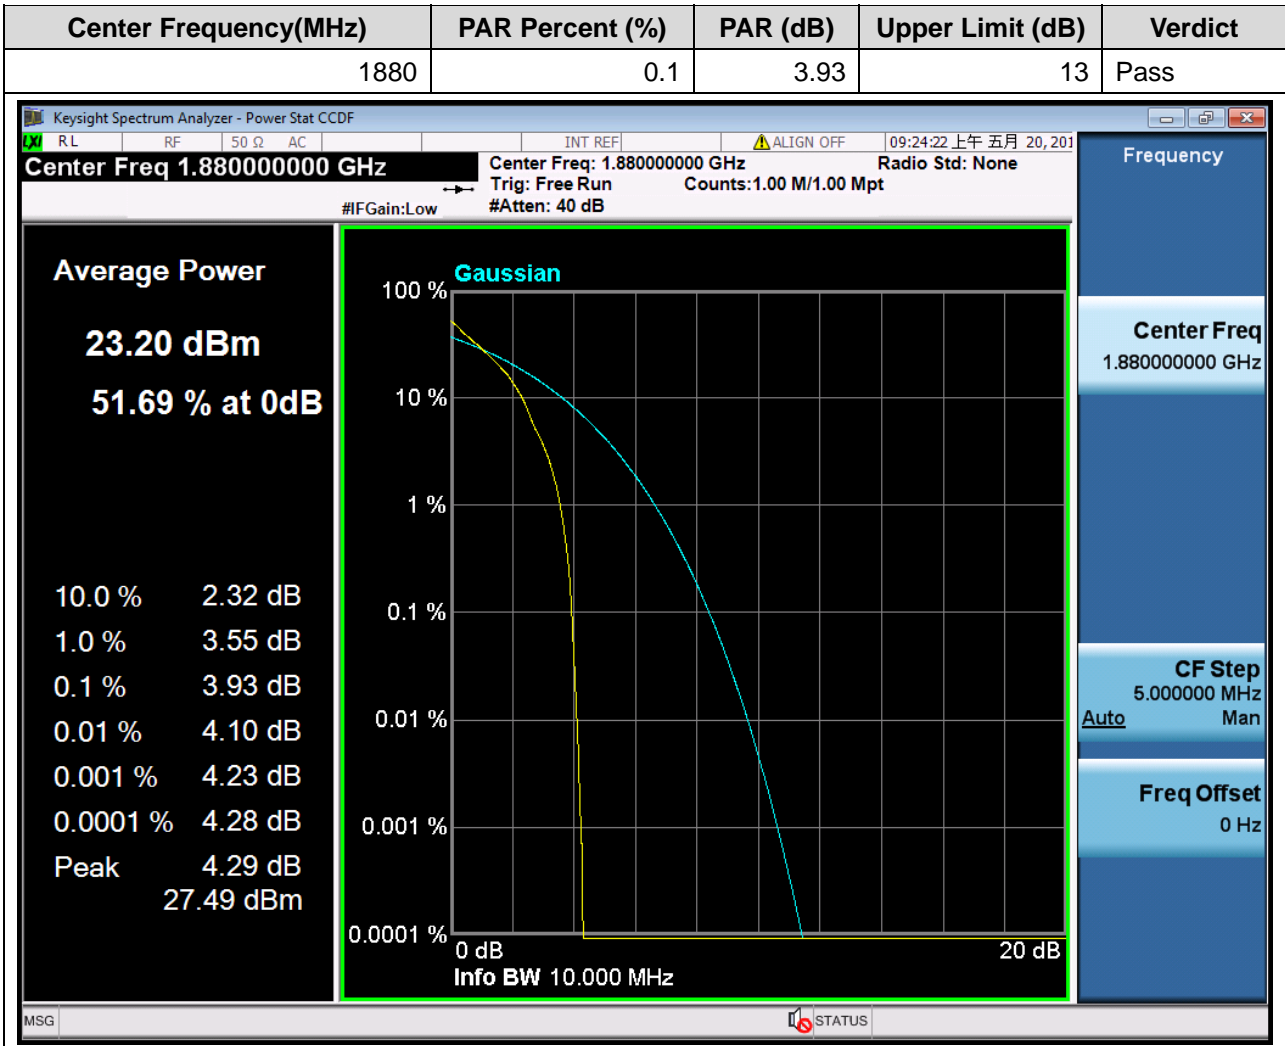 Center Frequency(MHz) PAR Percent (%) PAR (dB) Upper Limit (dB) Verdict
1880 0.1 3.93 13 Pass
Keysight Spectrum Analyzer - Power Stat CCDF
LXI RL RF 50 Ω AC INT REF ALIGN OFF 09:24:22 上午 五月 20, 201
Center Freq 1.880000000 GHz
Center Freq: 1.880000000 GHz Radio Std: None
Trig: Free Run Counts:1.00 M/1.00 Mpt
#IFGain:Low #Atten: 40 dB
Average Power
23.20 dBm
51.69 % at 0dB
10.0 % 2.32 dB
1.0 % 3.55 dB
0.1 % 3.93 dB
0.01 % 4.10 dB
0.001 % 4.23 dB
0.0001 % 4.28 dB
Peak 4.29 dB
27.49 dBm
Gaussian
100 %
10 %
1 %
0.1 %
0.01 %
0.001 %
0.0001 %
0 dB 20 dB
Info BW 10.000 MHz
Frequency
Center Freq
1.880000000 GHz
CF Step
5.000000 MHz
Auto Man
Freq Offset
0 Hz
MSG STATUS